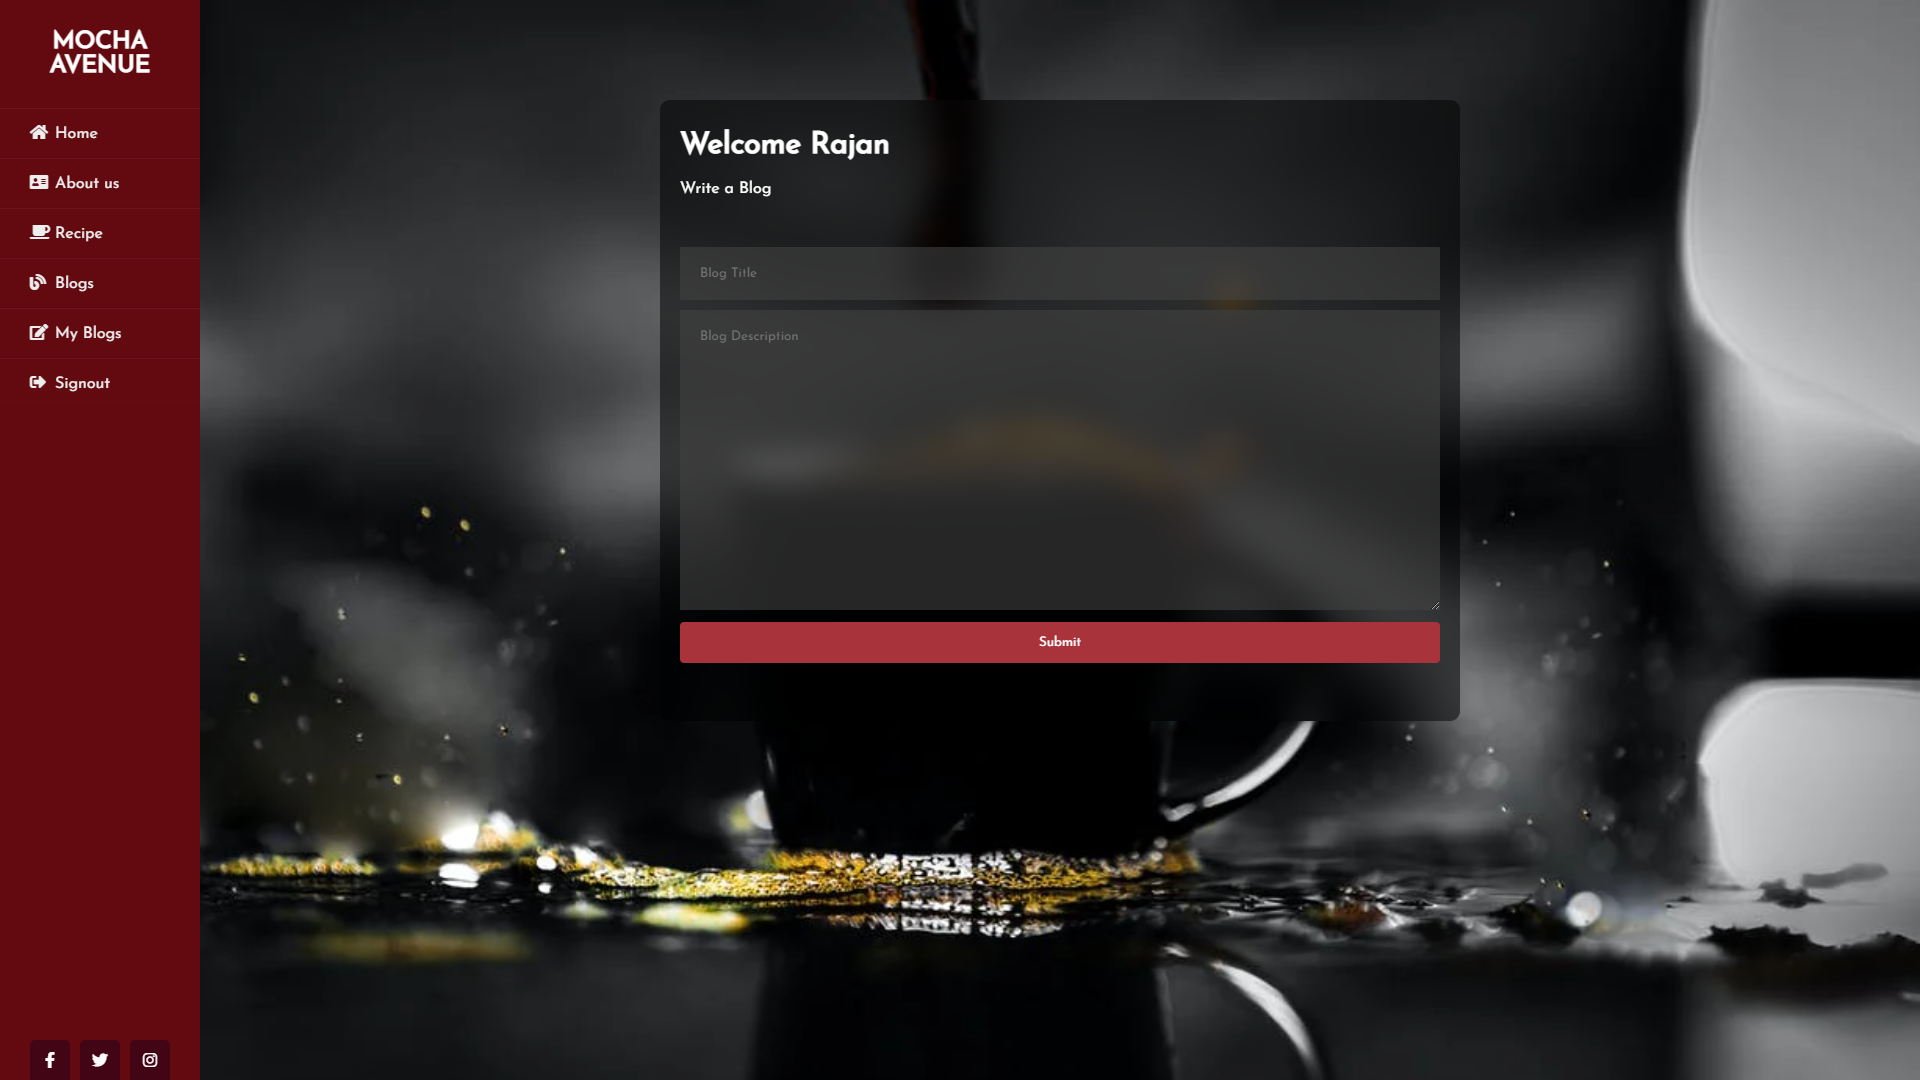 MOCHA
AVENUE
Home
About us
Recipe
Blogs
My Blogs
Signout
Welcome Rajan
Write a Blog
Blog Title
Blog Description
Submit